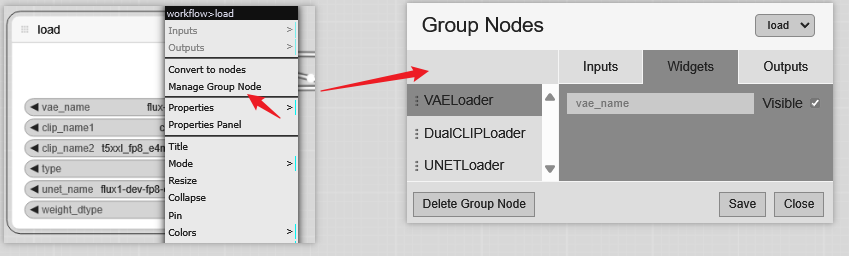 load
vae_name
flux-
clip_name1
c
clip_name2
t5xxl_fp8_e4m
type
unet_name
flux1-dev-fp8-e
weight_dtype
workflow>load
Inputs >
Outputs >
Convert to nodes
Manage Group Node
Properties >
Properties Panel
Title
Mode >
Resize
Collapse
Pin
Colors >
Group Nodes
load
Inputs
Widgets
Outputs
VAELoader
DualCLIPLoader
UNETLoader
vae_name
Visible
Delete Group Node
Save
Close